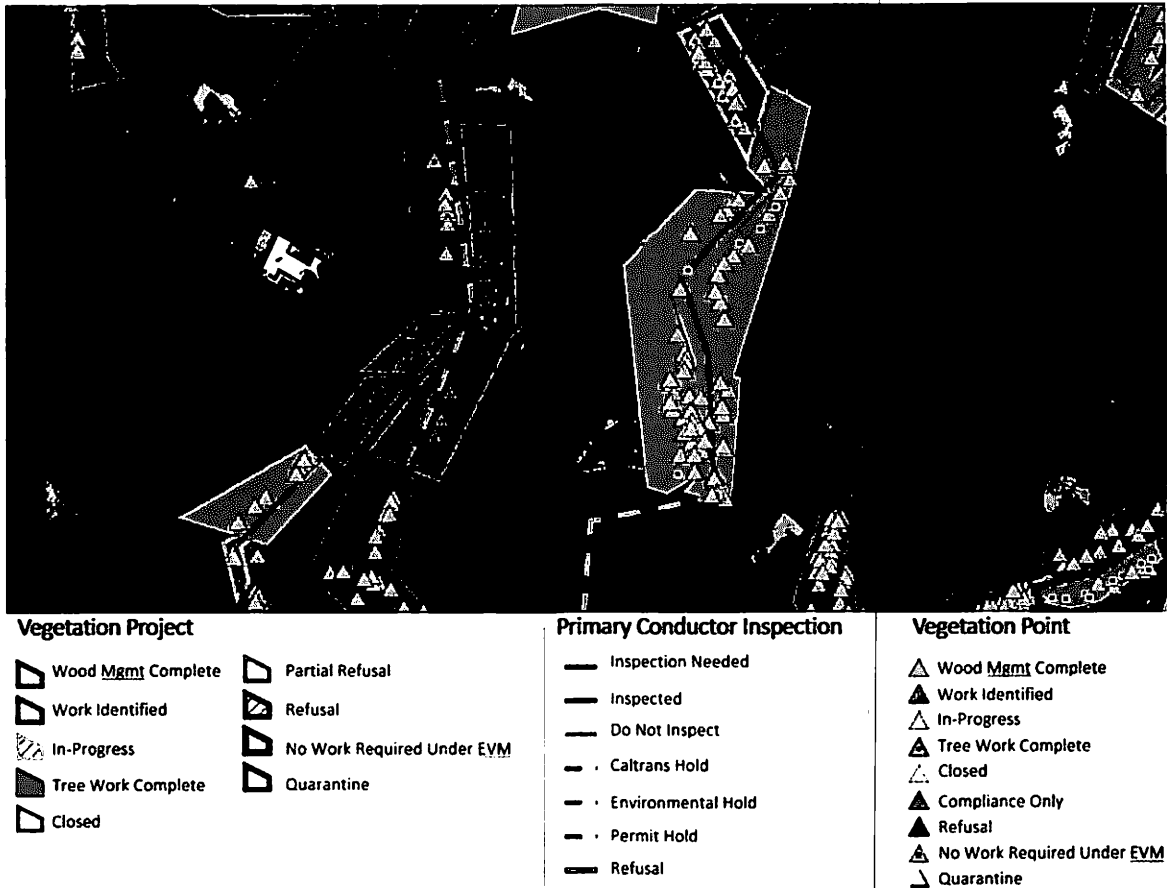 Vegetation Project
Wood Mgmt Complete
Work Identified
In-Progress
Tree Work Complete
Closed
Partial Refusal
Refusal
No Work Required Under EVM
Quarantine
Primary Conductor Inspection
Inspection Needed
Inspected
Do Not Inspect
Caltrans Hold
Environmental Hold
Permit Hold
Refusal
Vegetation Point
Wood Mgmt Complete
Work Identified
In-Progress
Tree Work Complete
Closed
Compliance Only
Refusal
No Work Required Under EVM
Quarantine